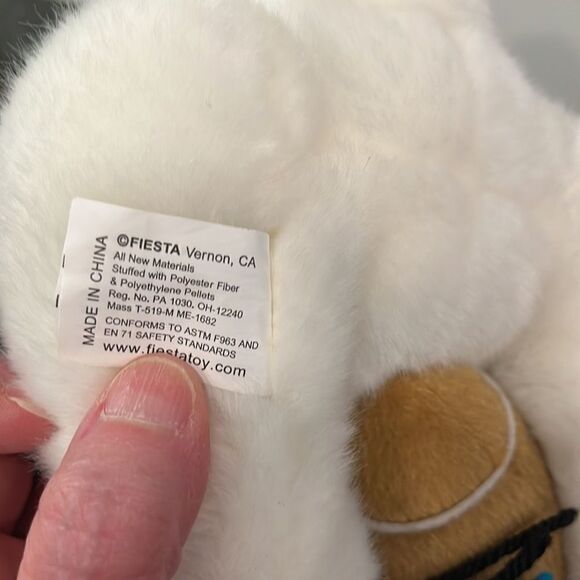 ©FIESTA Vernon, CA
All New Materials
Stuffed with Polyester Fiber
& Polyethylene Pellets
Reg. No. PA 1030, OH-12240
Mass T-519-M ME-1682
CONFORMS TO ASTM F963 AND
EN 71 SAFETY STANDARDS
www.fiestatoy.com
MADE IN CHINA